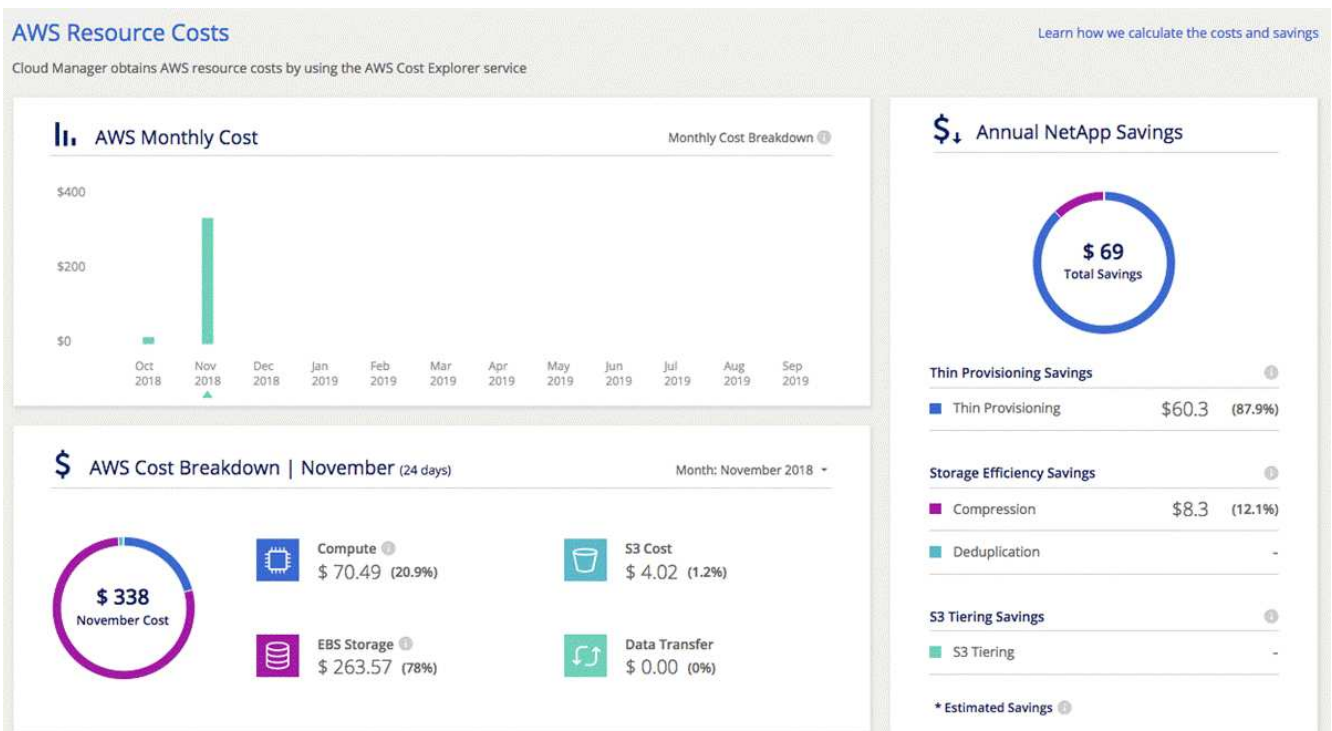 AWS Resource Costs
Learn how we calculate the costs and savings
Cloud Manager obtains AWS resource costs by using the AWS Cost Explorer service
AWS Monthly Cost
Monthly Cost Breakdown
$400
$200
$0
Oct Nov Dec Jan Feb Mar Apr May Jun Jul Aug Sep
2018 2018 2018 2019 2019 2019 2019 2019 2019 2019 2019 2019
$ AWS Cost Breakdown | November (24 days)
Month: November 2018
$ 338
November Cost
Compute
$ 70.49 (20.9%)
S3 Cost
$ 4.02 (1.2%)
EBS Storage
$ 263.57 (78%)
Data Transfer
$ 0.00 (0%)
$ Annual NetApp Savings
$ 69
Total Savings
Thin Provisioning Savings
Thin Provisioning $60.3 (87.9%)
Storage Efficiency Savings
Compression $8.3 (12.1%)
Deduplication -
S3 Tiering Savings
S3 Tiering -
* Estimated Savings